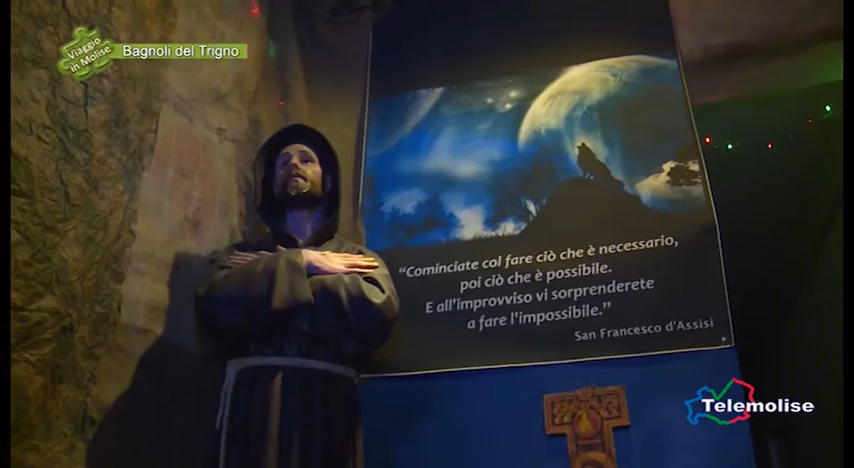 Viaggio
in Molise
Bagnoli del Trigno
“Cominciate col fare ciò che è necessario,
poi ciò che è possibile.
E all'improvviso vi sorprenderete
a fare l'impossibile.”
San Francesco d'Assisi
Telemolise